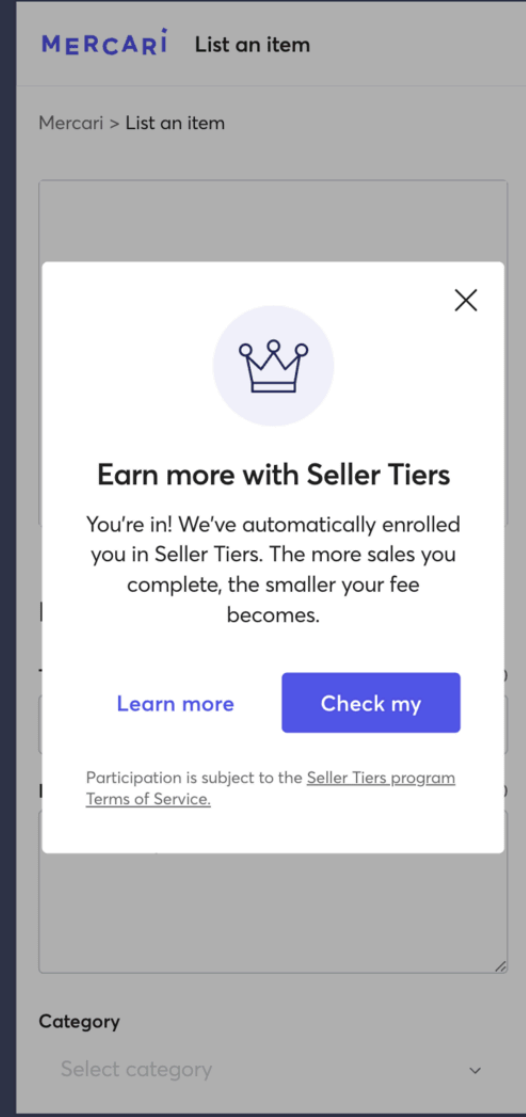 MERCARI List an item
Mercari > List an item
Earn more with Seller Tiers
You're in! We've automatically enrolled
you in Seller Tiers. The more sales you
complete, the smaller your fee
becomes.
Learn more
Check my
Participation is subject to the Seller Tiers program
Terms of Service.
Category
Select category